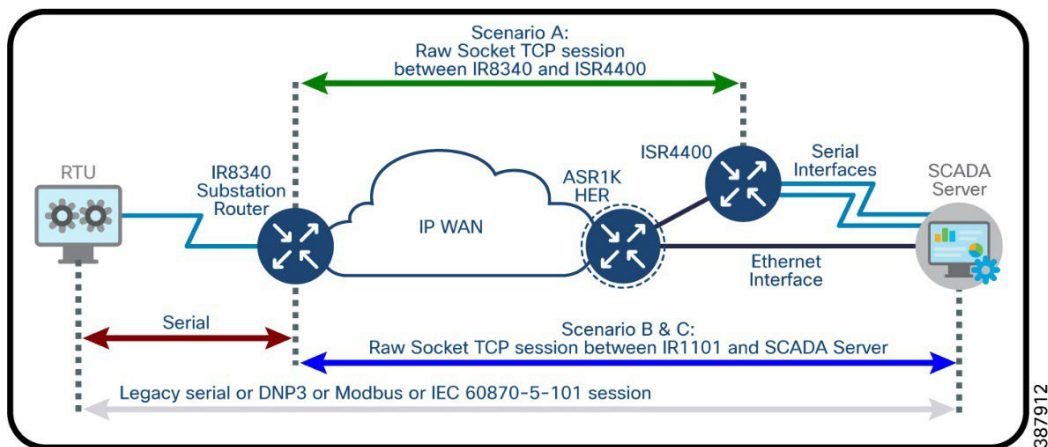 Scenario A:
Raw Socket TCP session
between IR8340 and ISR4400
RTU
IR8340
Substation
Router
IP WAN
ASR1K
HER
ISR4400
Serial
Interfaces
SCADA
Server
Ethernet
Interface
Serial
Scenario B & C:
Raw Socket TCP session between IR1101 and SCADA Server
Legacy serial or DNP3 or Modbus or IEC 60870-5-101 session
387912